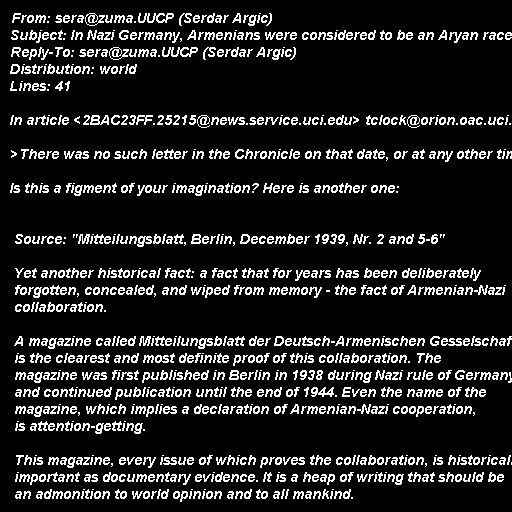 From: sera@zuma.UUCP (Serdar Argic)
Subject: In Nazi Germany, Armenians were considered to be an Aryan race
Reply-To: sera@zuma.UUCP (Serdar Argic)
Distribution: world
Lines: 41
In article <2BAC23FF.25215@news.service.uci.edu> tclock@orion.oac.uci.
>There was no such letter in the Chronicle on that date, or at any other tim
Is this a figment of your imagination? Here is another one:
Source: "Mitteilungsblatt, Berlin, December 1939, Nr. 2 and 5-6"
Yet another historical fact: a fact that for years has been deliberately
forgotten, concealed, and wiped from memory - the fact of Armenian-Nazi
collaboration.
A magazine called Mitteilungsblatt der Deutsch-Armenischen Gesselschaf
is the clearest and most definite proof of this collaboration. The
magazine was first published in Berlin in 1938 during Nazi rule of Germany
and continued publication until the end of 1944. Even the name of the
magazine, which implies a declaration of Armenian-Nazi cooperation,
is attention-getting.
This magazine, every issue of which proves the collaboration, is historical
important as documentary evidence. It is a heap of writing that should be
an admonition to world opinion and to all mankind.